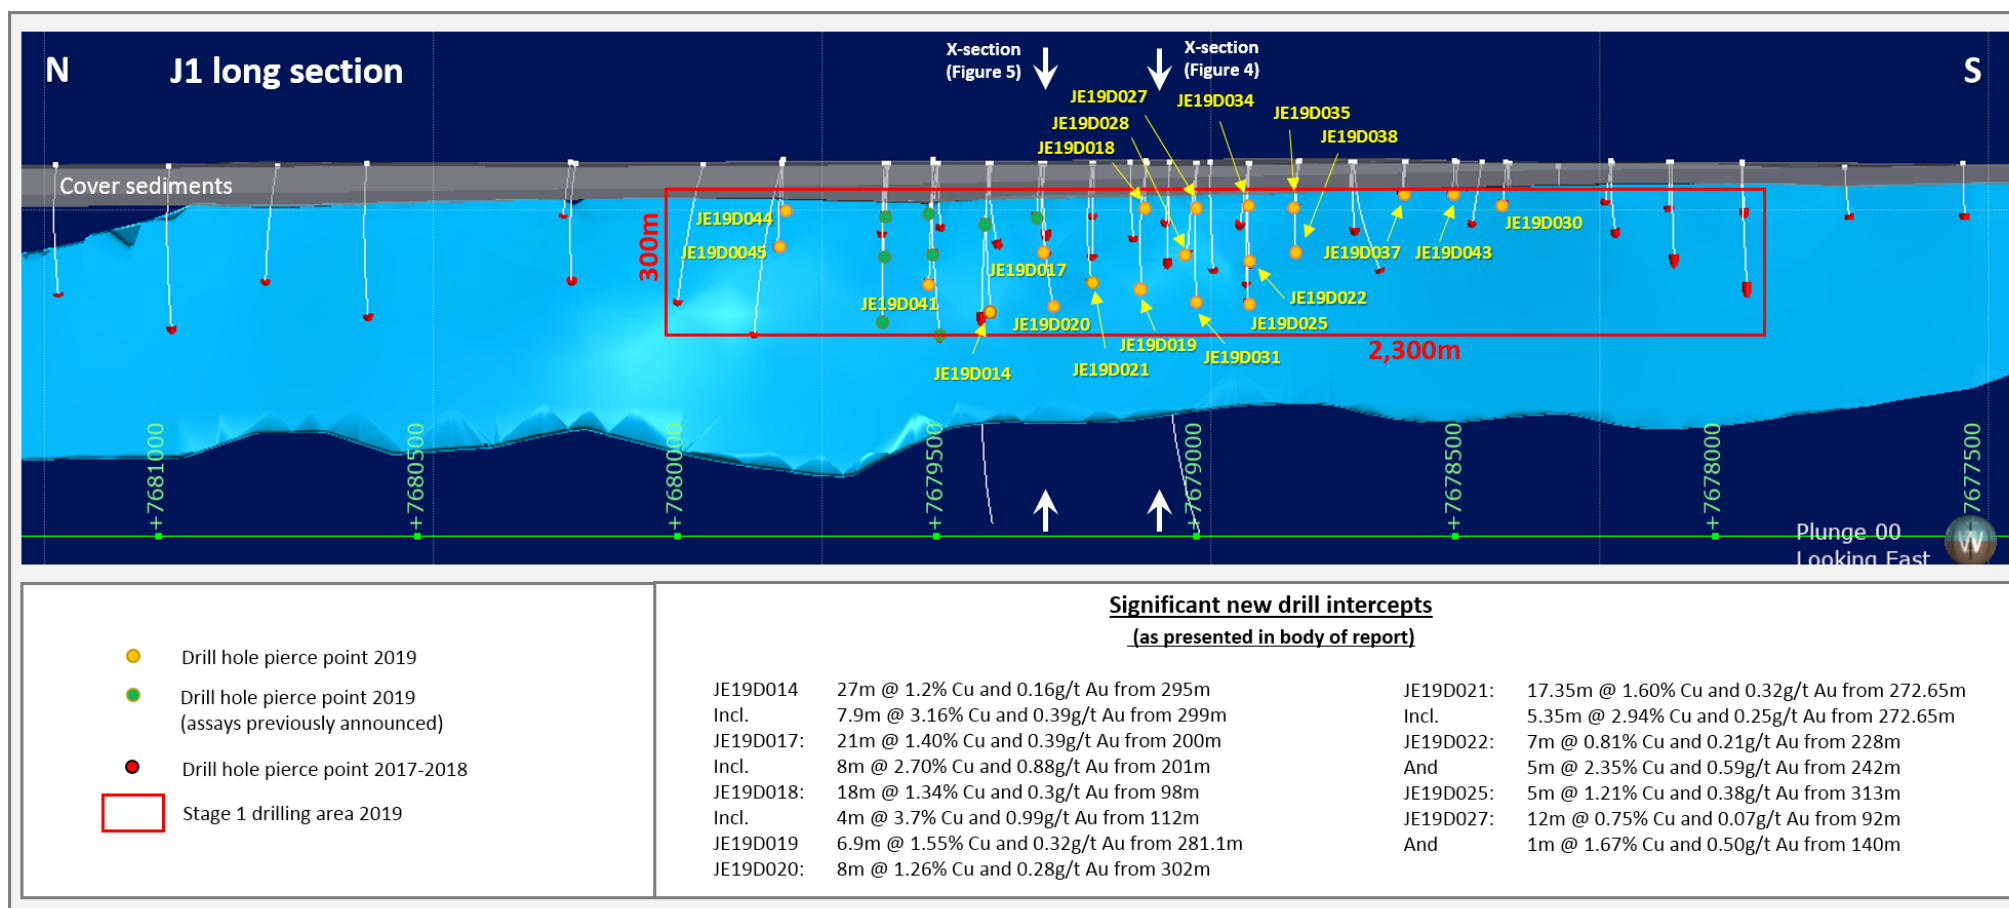 N
J1 long section
X-section
(Figure 5)
X-section
(Figure 4)
S
JE19D027
JE19D034
JE19D028
JE19D035
JE19D018
JE19D038
Cover sediments
JE19D044
JE19D0045
300m
JE19D017
JE19D037
JE19D043
JE19D030
JE19D041
JE19D020
JE19D022
JE19D025
JE19D019
JE19D031
2,300m
JE19D014
JE19D021
+7681000
+7680500
+7680000
+7679500
+7679000
+7678500
+7678000
+7677500
Plunge 00
Looking East
W
Drill hole pierce point 2019
Drill hole pierce point 2019
(assays previously announced)
Drill hole pierce point 2017-2018
Stage 1 drilling area 2019
Significant new drill intercepts
(as presented in body of report)
JE19D014 27m @ 1.2% Cu and 0.16g/t Au from 295m
Incl. 7.9m @ 3.16% Cu and 0.39g/t Au from 299m
JE19D017: 21m @ 1.40% Cu and 0.39g/t Au from 200m
Incl. 8m @ 2.70% Cu and 0.88g/t Au from 201m
JE19D018: 18m @ 1.34% Cu and 0.3g/t Au from 98m
Incl. 4m @ 3.7% Cu and 0.99g/t Au from 112m
JE19D019 6.9m @ 1.55% Cu and 0.32g/t Au from 281.1m
JE19D020: 8m @ 1.26% Cu and 0.28g/t Au from 302m
JE19D021: 17.35m @ 1.60% Cu and 0.32g/t Au from 272.65m
Incl. 5.35m @ 2.94% Cu and 0.25g/t Au from 272.65m
JE19D022: 7m @ 0.81% Cu and 0.21g/t Au from 228m
And 5m @ 2.35% Cu and 0.59g/t Au from 242m
JE19D025: 5m @ 1.21% Cu and 0.38g/t Au from 313m
JE19D027: 12m @ 0.75% Cu and 0.07g/t Au from 92m
And 1m @ 1.67% Cu and 0.50g/t Au from 140m